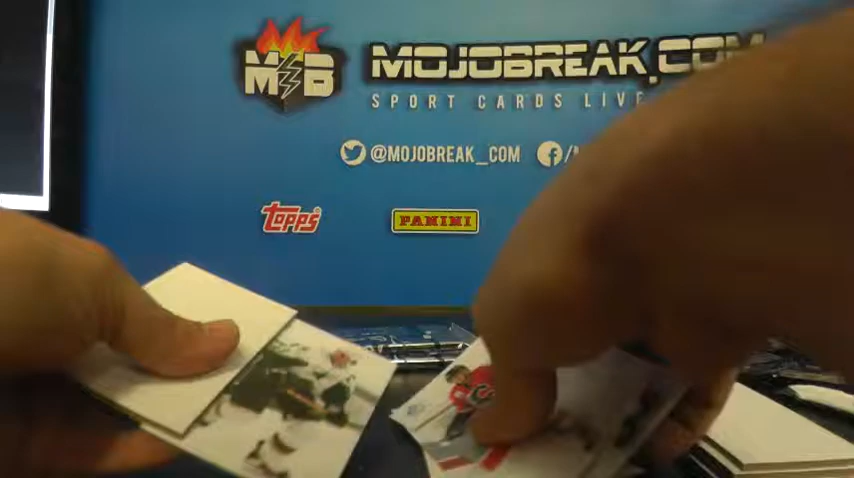 MB
MOJOBREAK.COM
SPORT CARDS LIVE
@MOJOBREAK_COM
TOPPS
PANINI